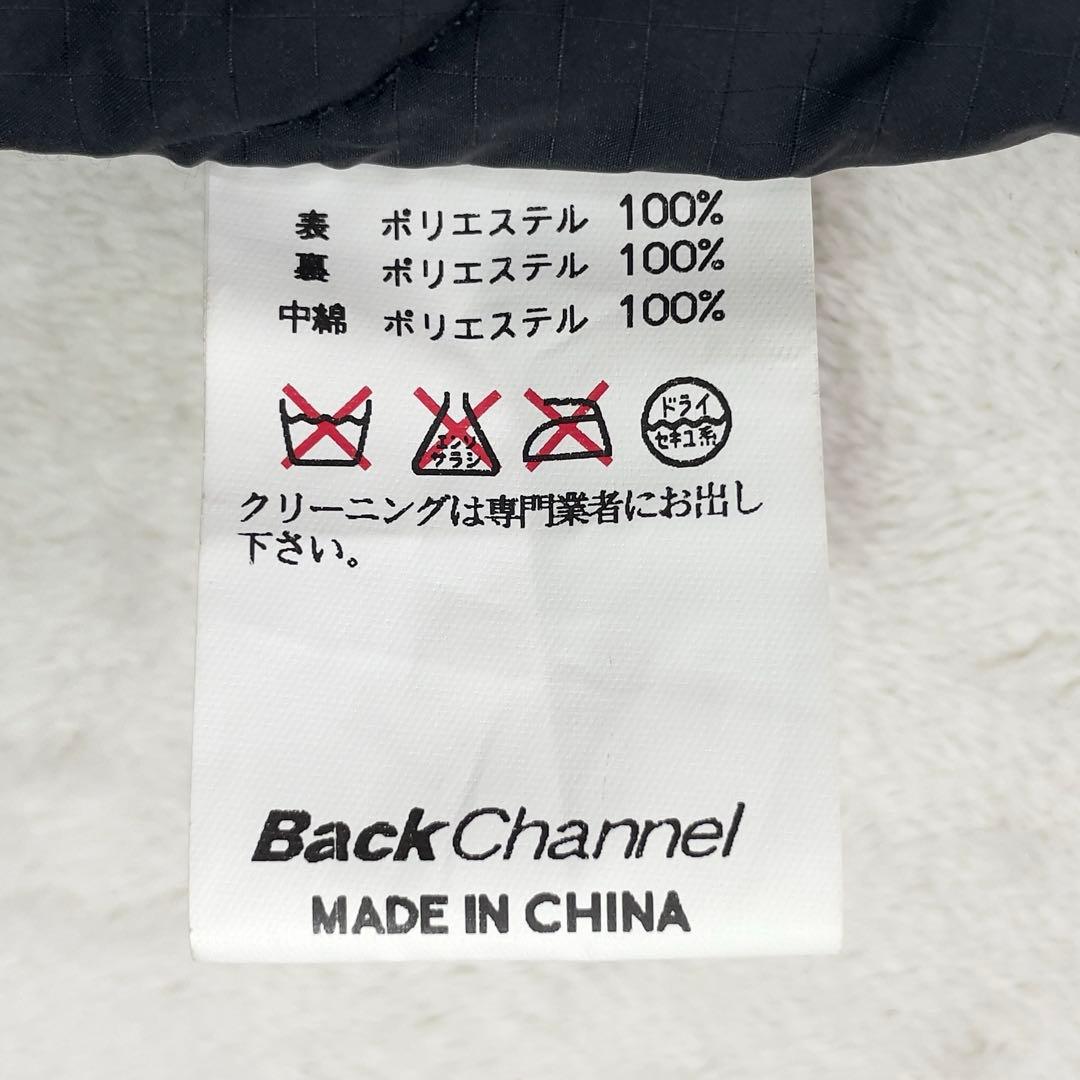 表 ポリエステル 100%
裏 ポリエステル 100%
中綿 ポリエステル 100%
エンソ
サラシ
ドライ
セキユ系
クリーニングは専門業者にお出し
下さい。
BackChannel
MADE IN CHINA